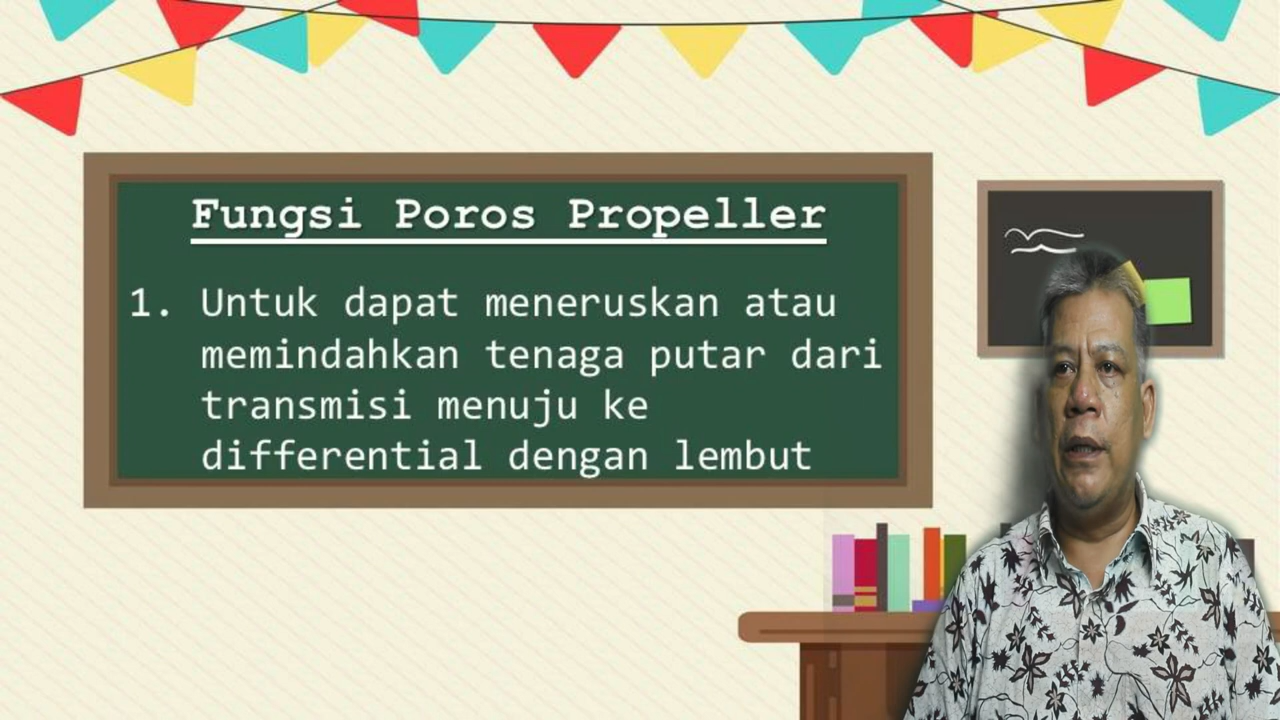 Fungsi Poros Propeller
1. Untuk dapat meneruskan atau
memindahkan tenaga putar dari
transmisi menuju ke
differential dengan lembut